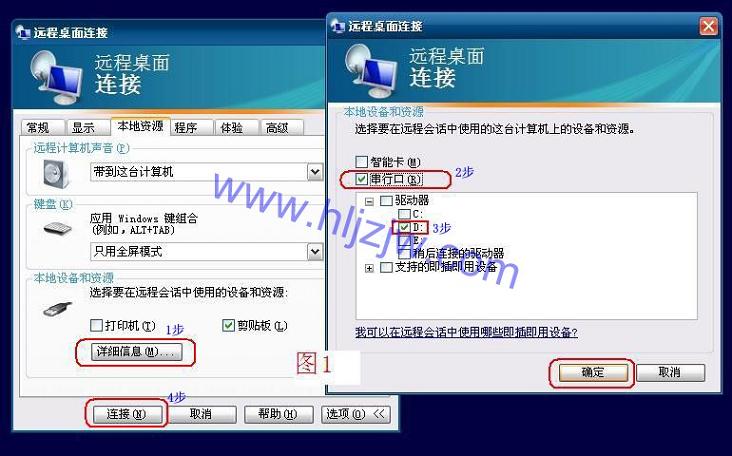 远程桌面连接
远程桌面
连接
常规 显示 本地资源 程序 体验 高级
远程计算机声音(P)
带到这台计算机
键盘(K)
应用 Windows 键组合
(例如,ALT+TAB)
只用全屏模式
本地设备和资源
选择要在远程会话中使用的设备和资源:
打印机(T) 1步 剪贴板(L)
详细信息(M)...
4步
连接(N) 取消 帮助(H) 选项(O) <<
图1
远程桌面连接
远程桌面
连接
本地设备和资源
选择要在远程会话中使用的这台计算机上的设备和资源。
智能卡(M)
串行口(R) 2步
驱动器
C:
D: 3步
E:
稍后连接的驱动器
支持的即插即用设备
我可以在远程会话中使用哪些即插即用设备?
确定 取消
www.hljzjw.com